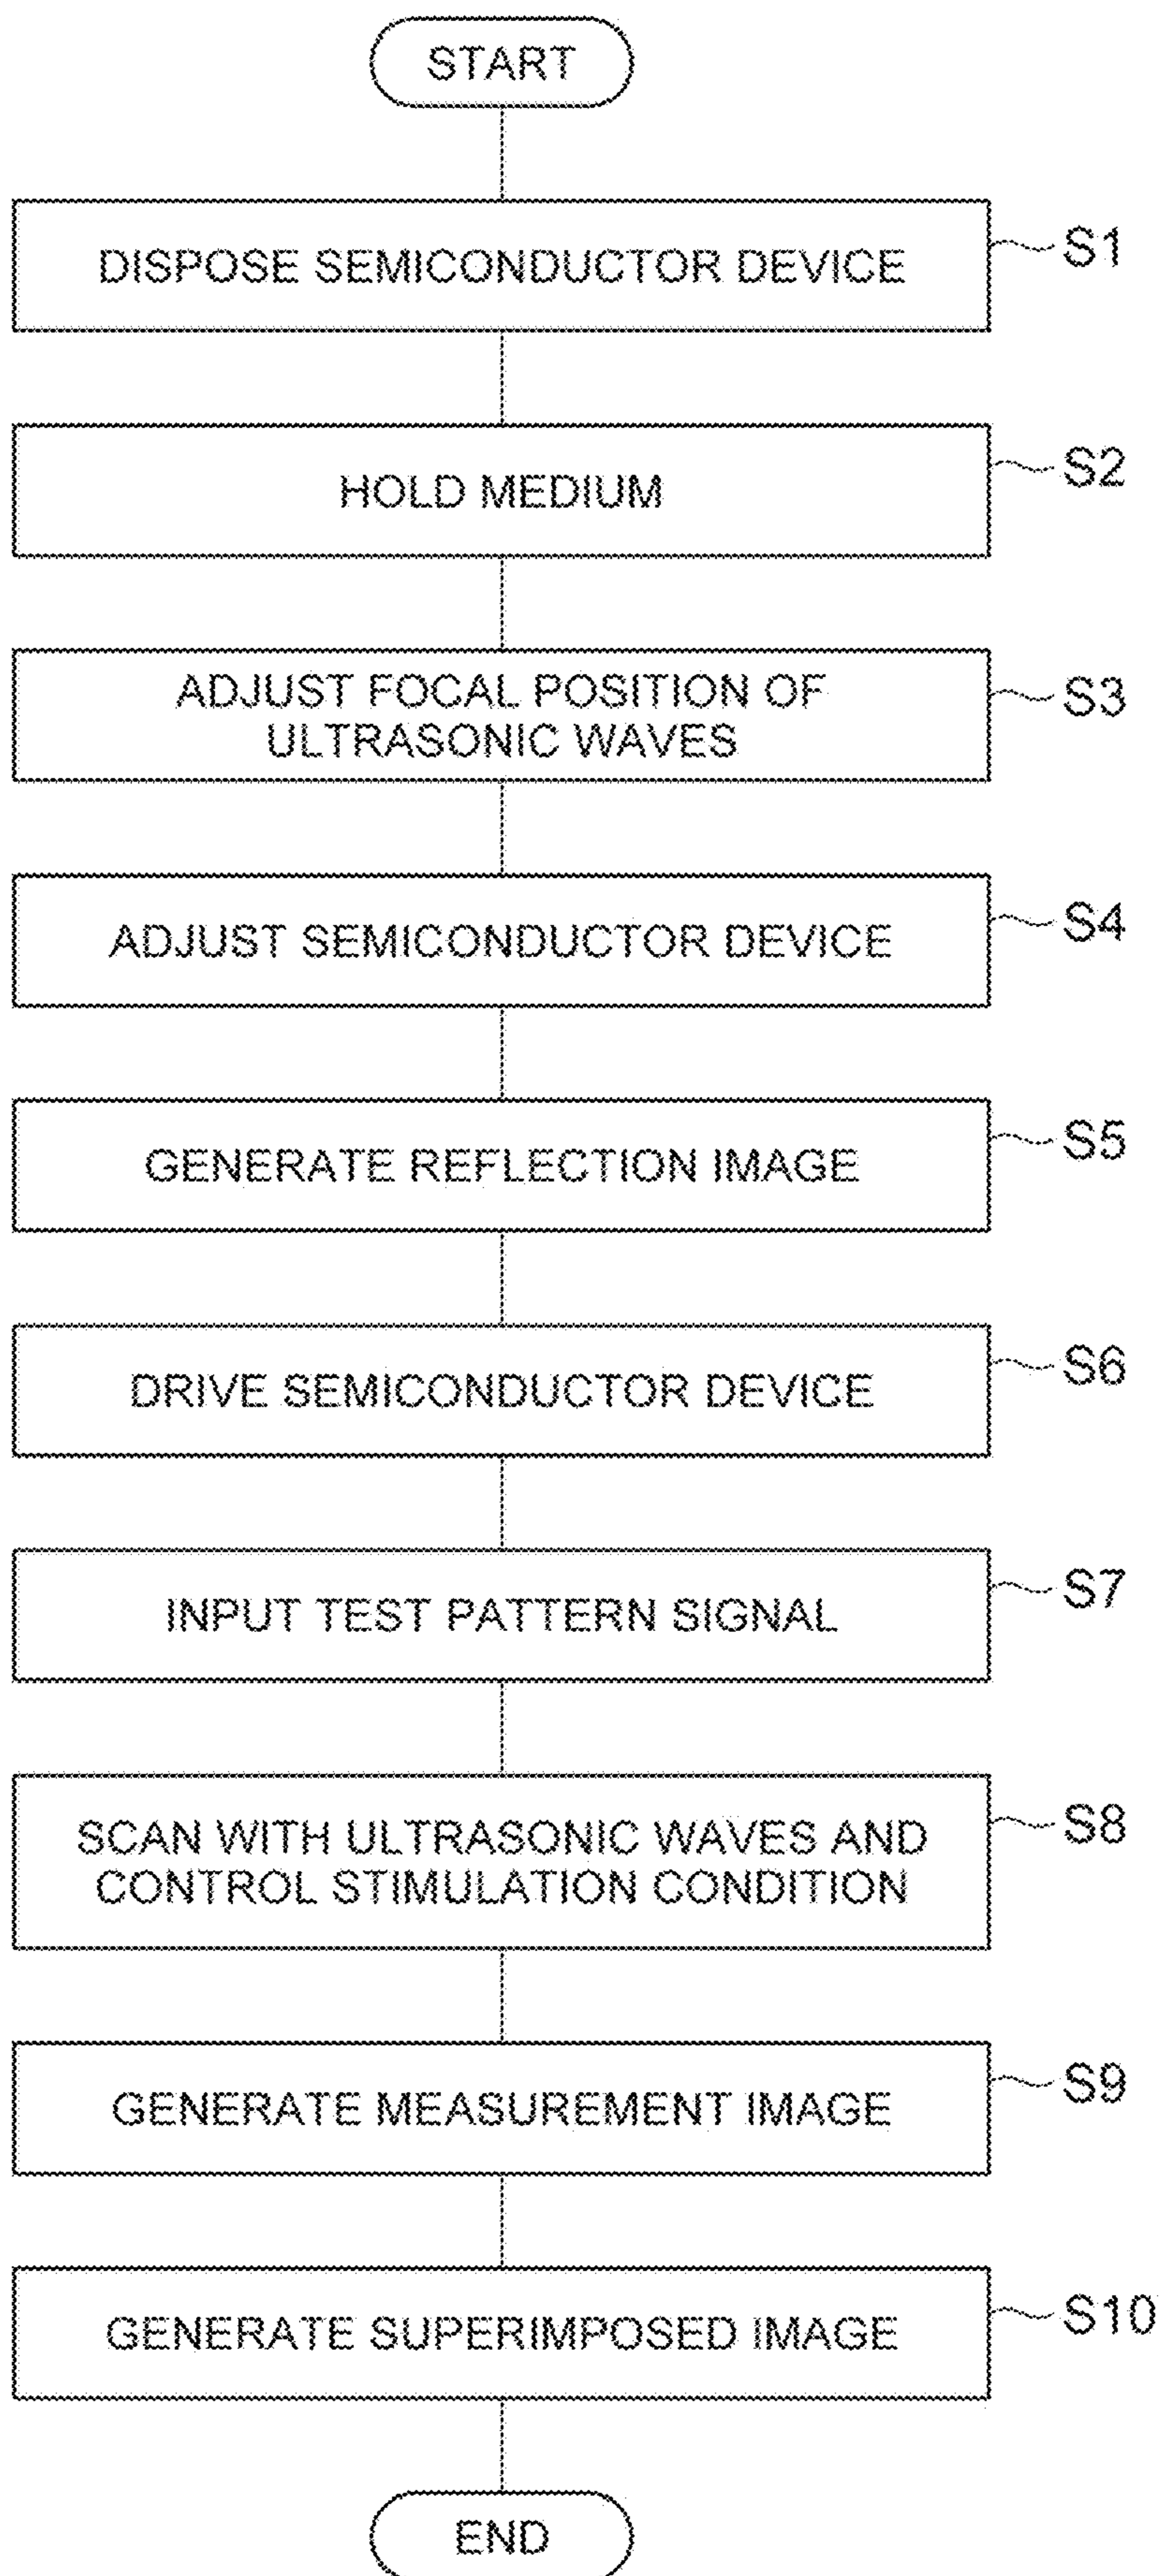 START
DISPOSE SEMICONDUCTOR DEVICE
S1
HOLD MEDIUM
S2
ADJUST FOCAL POSITION OF
ULTRASONIC WAVES
S3
ADJUST SEMICONDUCTOR DEVICE
S4
GENERATE REFLECTION IMAGE
S5
DRIVE SEMICONDUCTOR DEVICE
S6
INPUT TEST PATTERN SIGNAL
S7
SCAN WITH ULTRASONIC WAVES AND
CONTROL STIMULATION CONDITION
S8
GENERATE MEASUREMENT IMAGE
S9
GENERATE SUPERIMPOSED IMAGE
S10
END